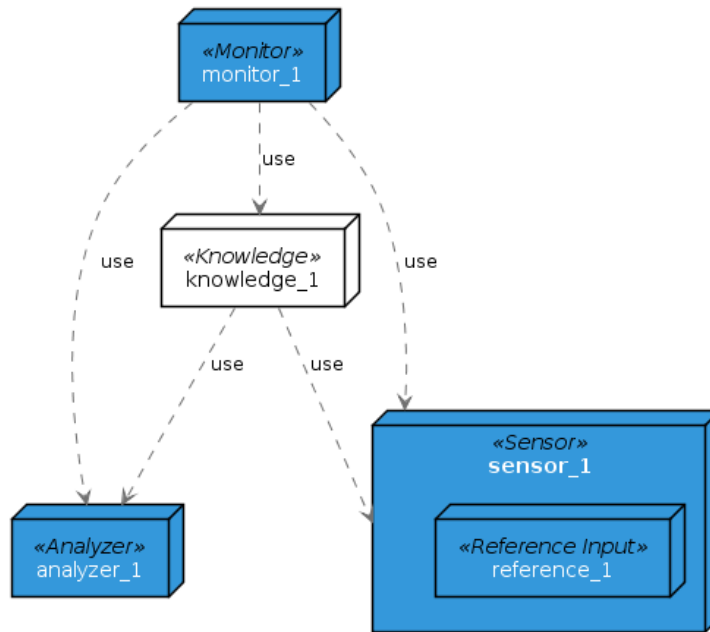 «Monitor»
monitor_1
use
«Knowledge»
knowledge_1
use
use
use
use
«Sensor»
sensor_1
«Analyzer»
analyzer_1
«Reference Input»
reference_1